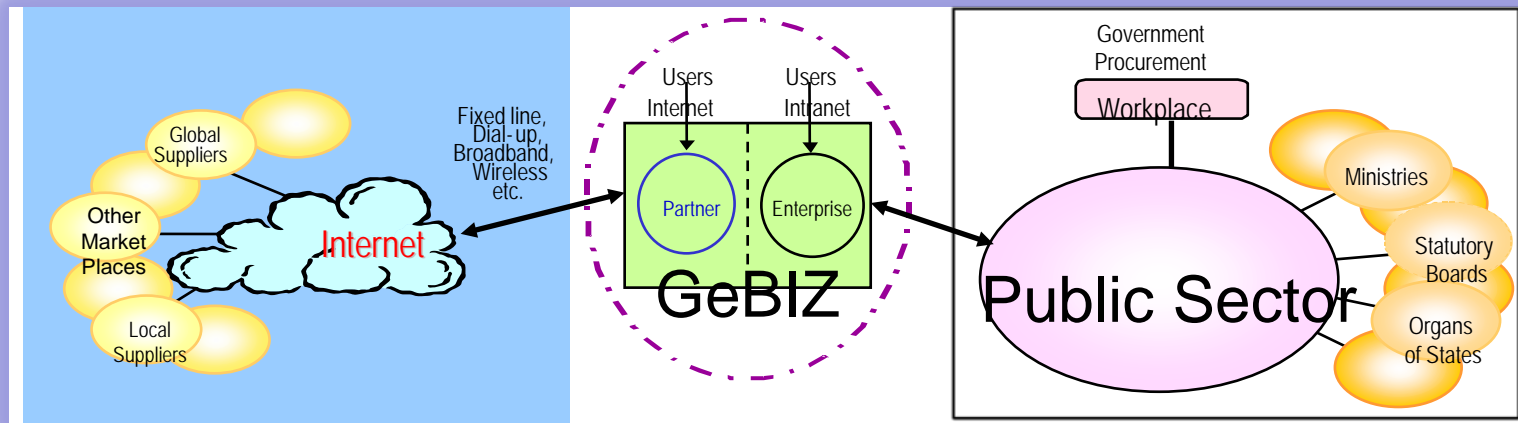 Global
Suppliers
Other
Market
Places
Local
Suppliers
Internet
Fixed line,
Dial-up,
Broadband,
Wireless
etc.
Users
Internet
Users
Intranet
Partner
Enterprise
GeBIZ
Government
Procurement
Workplace
Public Sector
Ministries
Statutory
Boards
Organs
of States